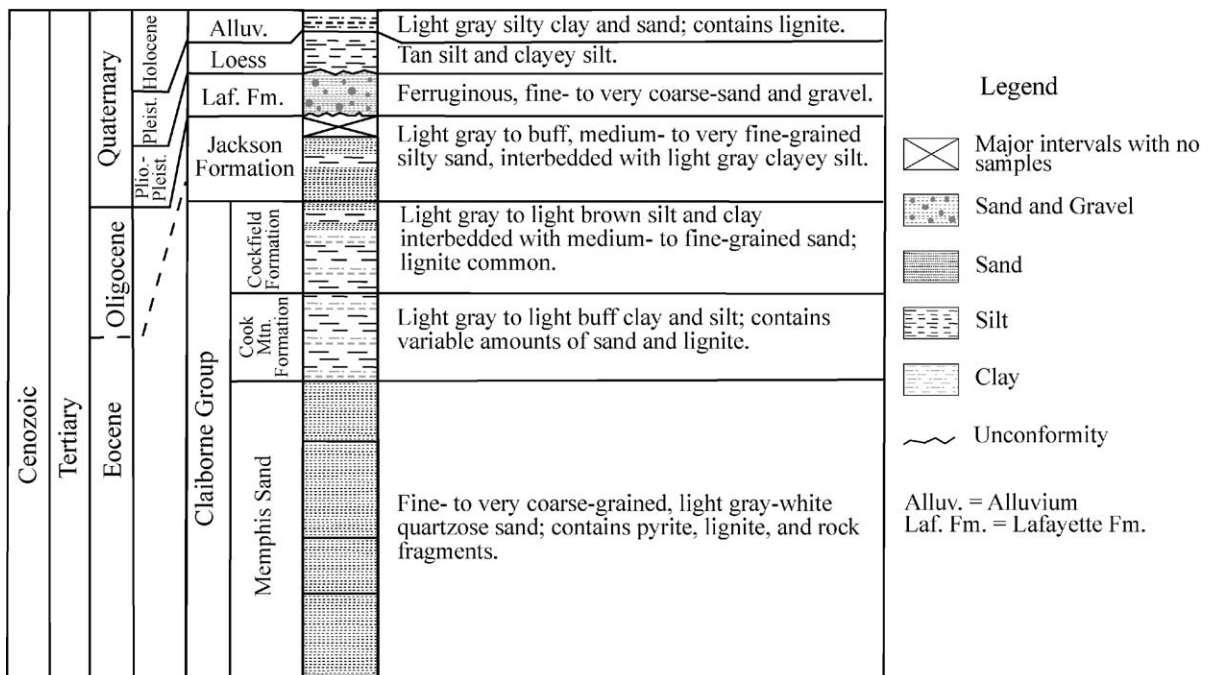 Cenozoic
Tertiary
Quaternary
Oligocene
Eocene
Holocene
Pleist.
Plio-
Pleist.
Alluv.
Light gray silty clay and sand; contains lignite.
Loess
Tan silt and clayey silt.
Laf. Fm.
Ferruginous, fine- to very coarse-sand and gravel.
Jackson
Formation
Light gray to buff, medium- to very fine-grained
silty sand, interbedded with light gray clayey silt.
Claiborne Group
Cockfield
Formation
Light gray to light brown silt and clay
interbedded with medium- to fine-grained sand;
lignite common.
Cook
Mtn.
Formation
Light gray to light buff clay and silt; contains
variable amounts of sand and lignite.
Memphis Sand
Fine- to very coarse-grained, light gray-white
quartzose sand; contains pyrite, lignite, and rock
fragments.
Legend
Major intervals with no
samples
Sand and Gravel
Sand
Silt
Clay
Unconformity
Alluv. = Alluvium
Laf. Fm. = Lafayette Fm.